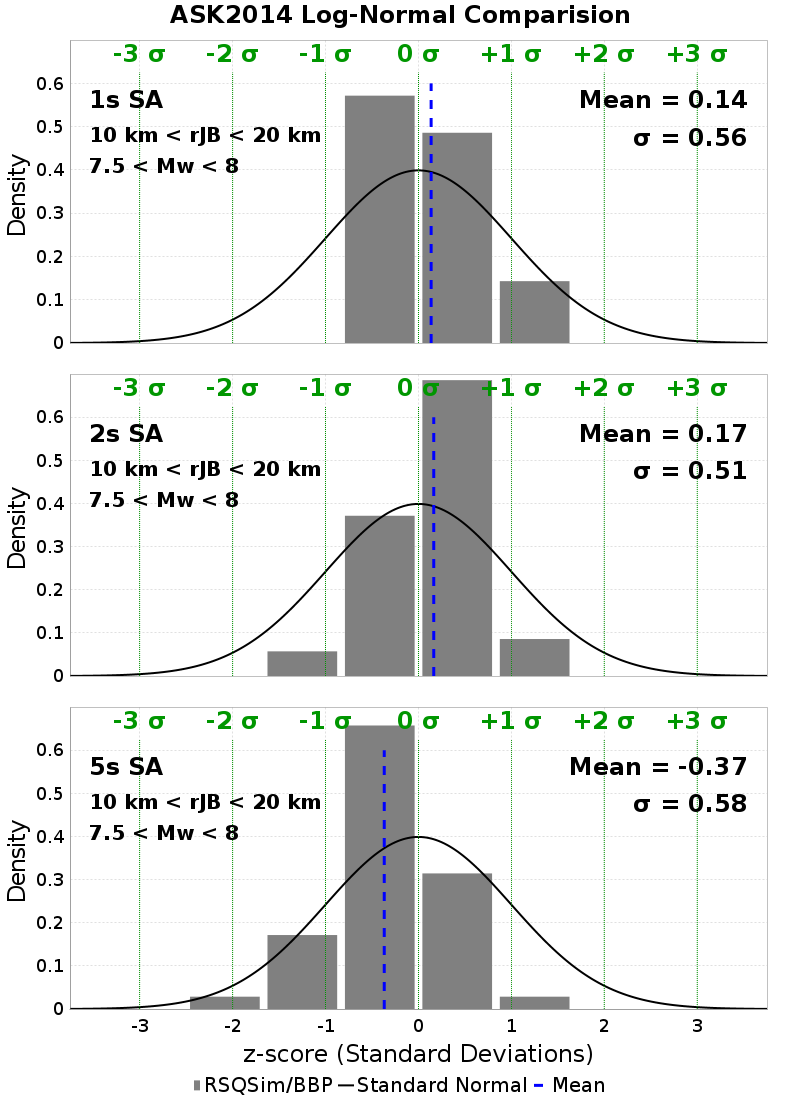 ASK2014 Log-Normal Comparision
-3 σ -2 σ -1 σ 0 σ +1 σ +2 σ +3 σ
1s SA
10 km < rJB < 20 km
7.5 < Mw < 8
Mean = 0.14
σ = 0.56
Density
0.6
0.5
0.4
0.3
0.2
0.1
0
-3 σ -2 σ -1 σ 0 σ +1 σ +2 σ +3 σ
2s SA
10 km < rJB < 20 km
7.5 < Mw < 8
Mean = 0.17
σ = 0.51
Density
0.6
0.5
0.4
0.3
0.2
0.1
0
-3 σ -2 σ -1 σ 0 σ +1 σ +2 σ +3 σ
5s SA
10 km < rJB < 20 km
7.5 < Mw < 8
Mean = -0.37
σ = 0.58
Density
0.6
0.5
0.4
0.3
0.2
0.1
0
-3 -2 -1 0 1 2 3
z-score (Standard Deviations)
RSQSim/BBP Standard Normal Mean